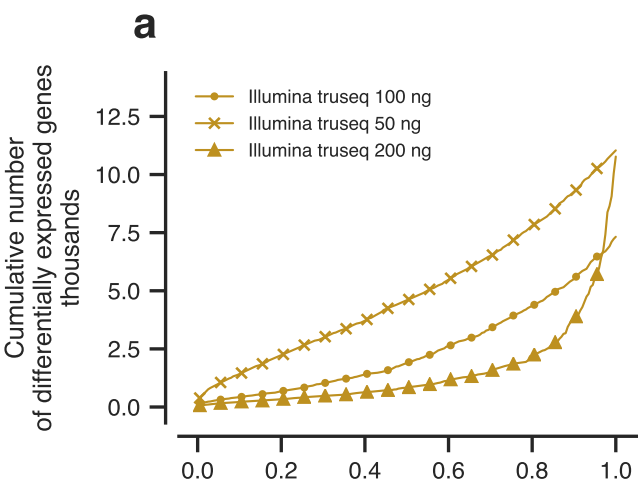 a
Cumulative number
of differentially expressed genes
thousands
12.5
10.0
7.5
5.0
2.5
0.0
Illumina truseq 100 ng
Illumina truseq 50 ng
Illumina truseq 200 ng
0.0 0.2 0.4 0.6 0.8 1.0